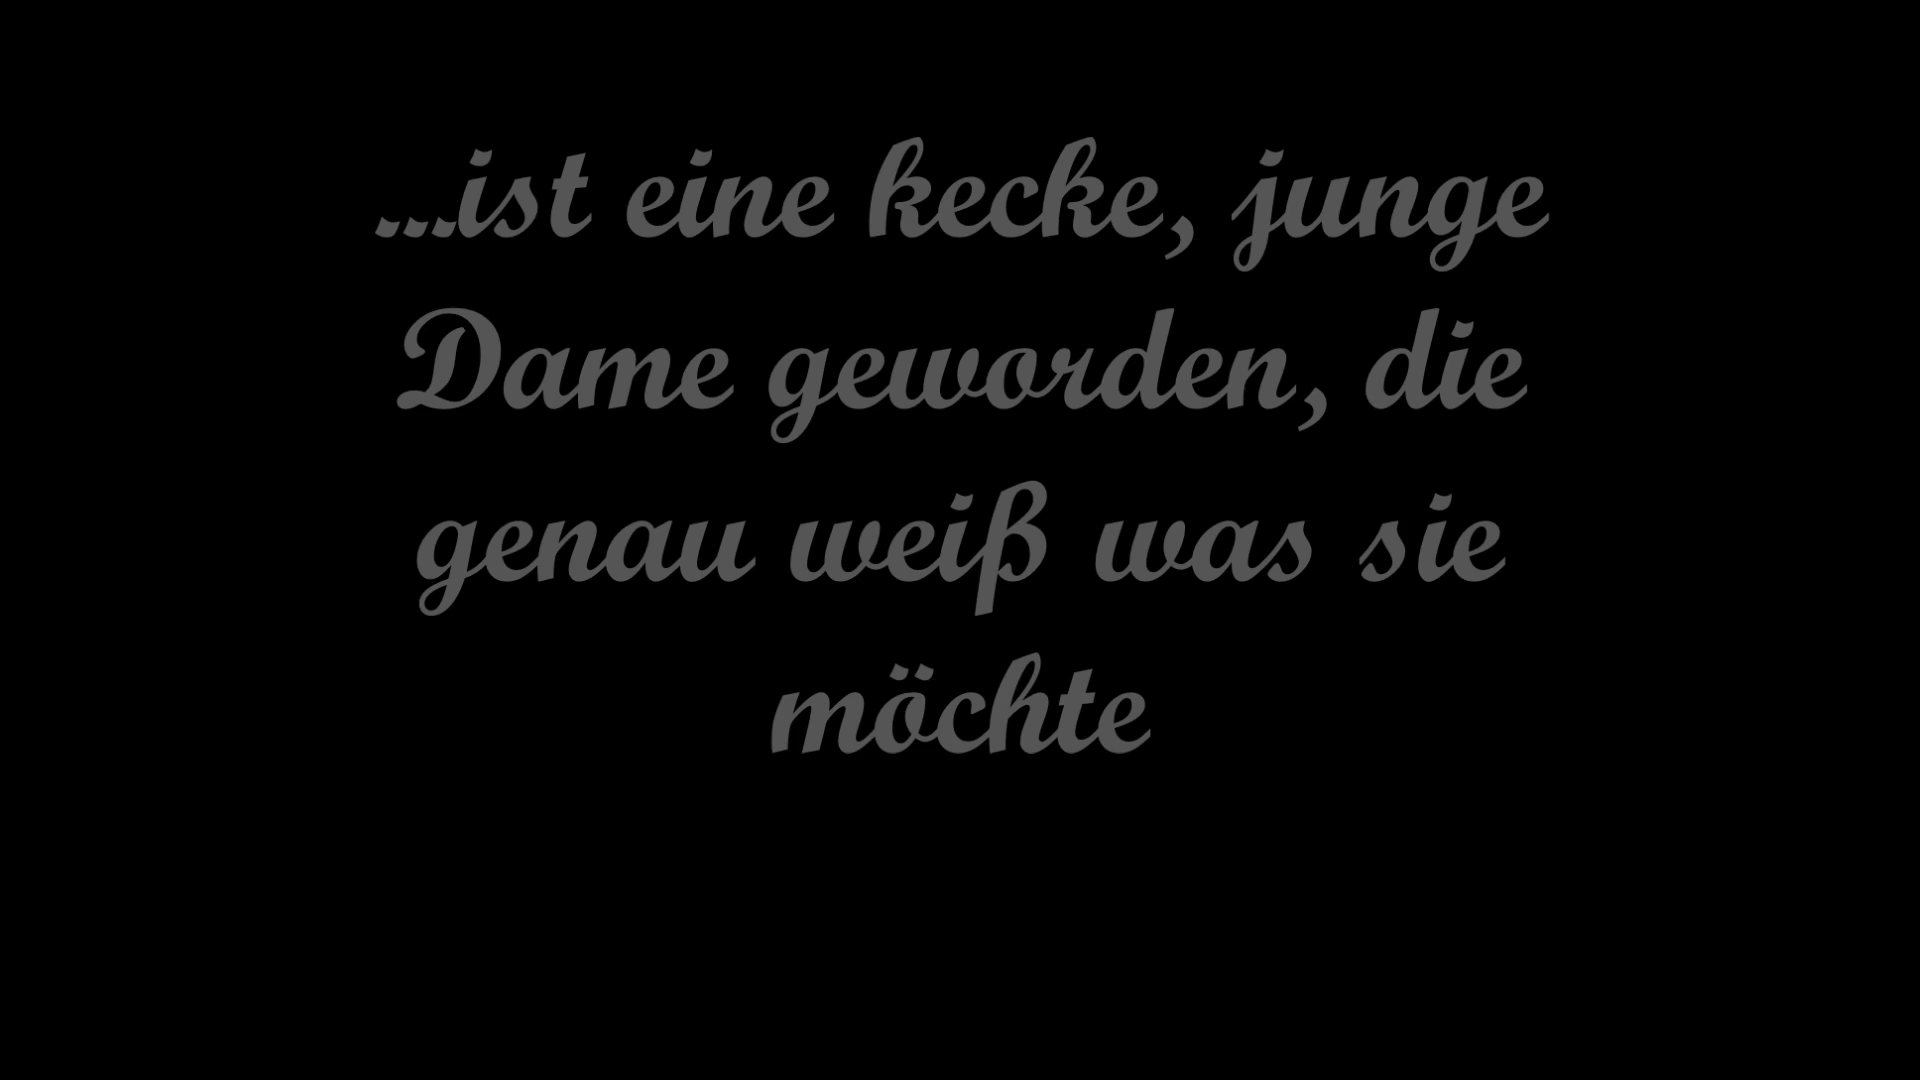 ...ist eine kecke, junge
Dame geworden, die
genau weiß was sie
möchte